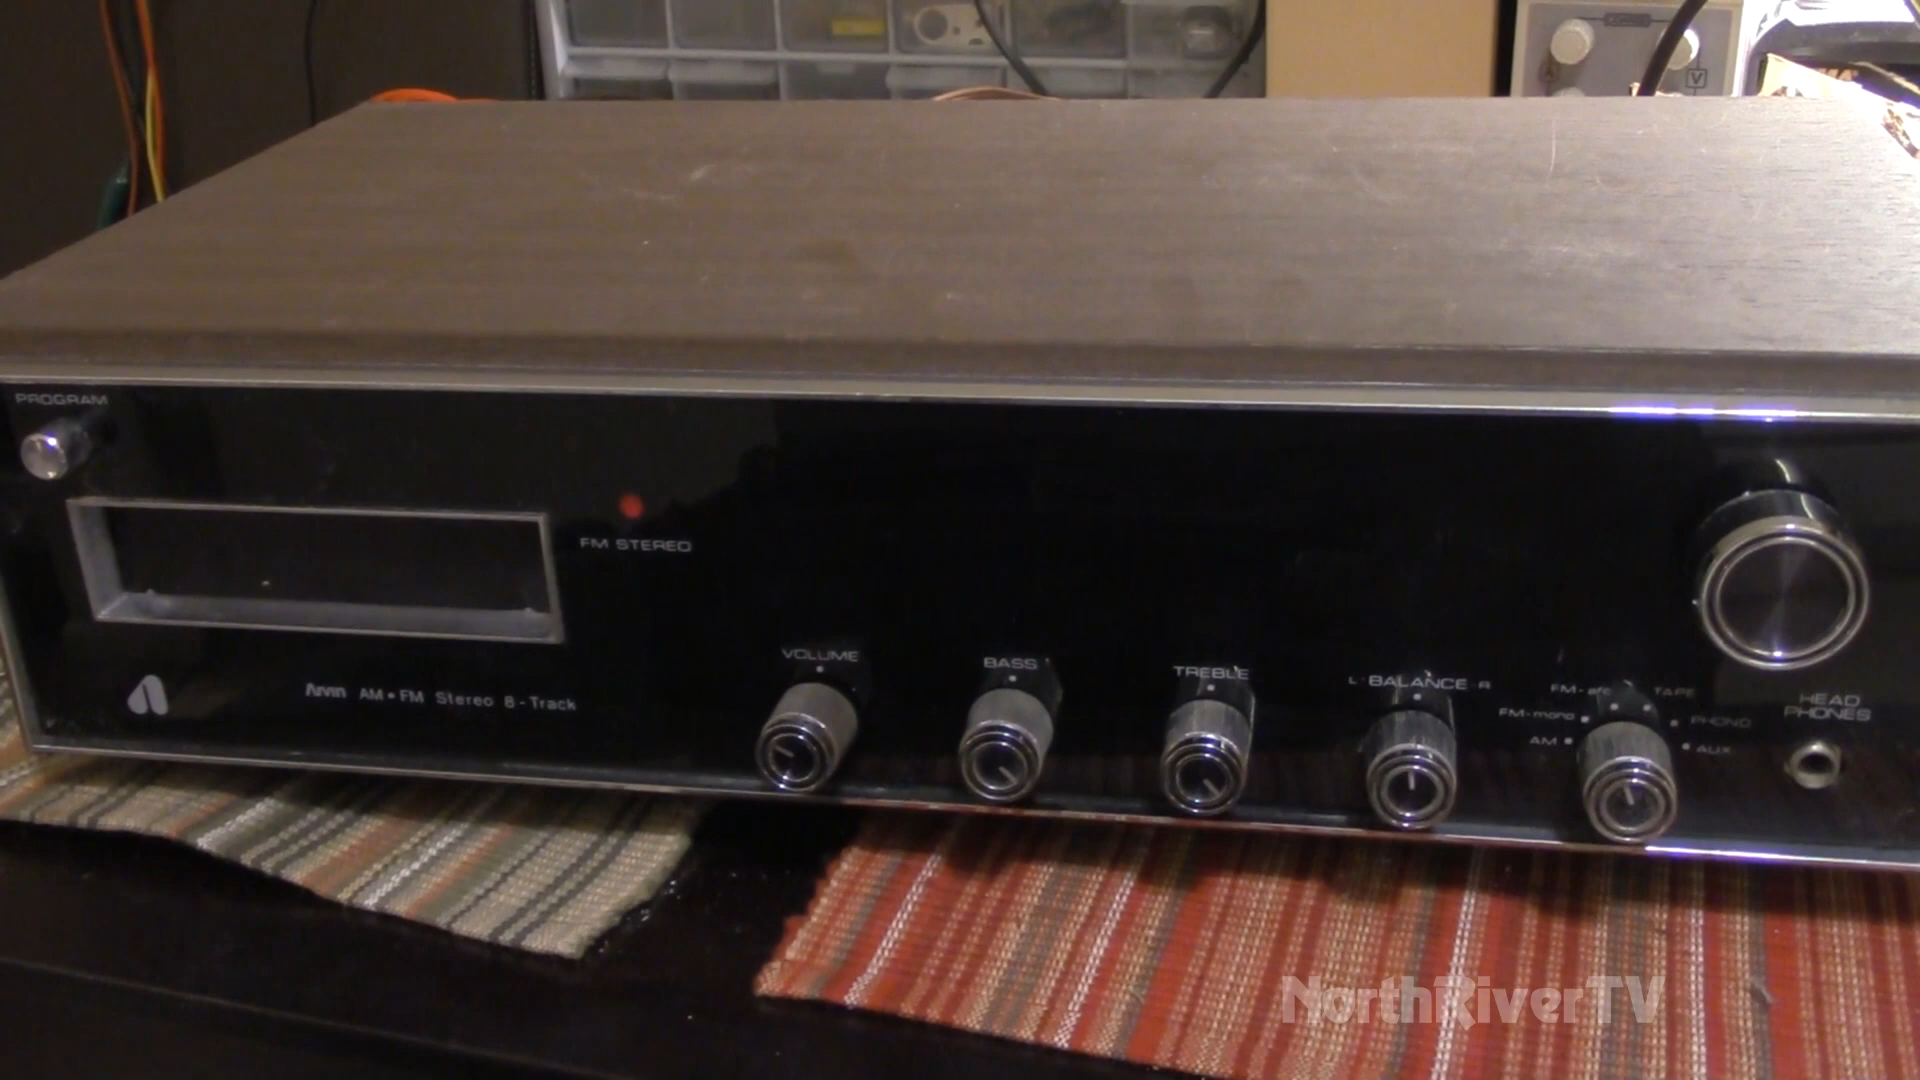 V
PROGRAM
FM STEREO
VOLUME
BASS
TREBLE
L BALANCE R
FM-mono
AM
TAPE
PHONO
AUX
HEAD
PHONES
Arvin AM • FM Stereo 8-Track
NorthRiverTV